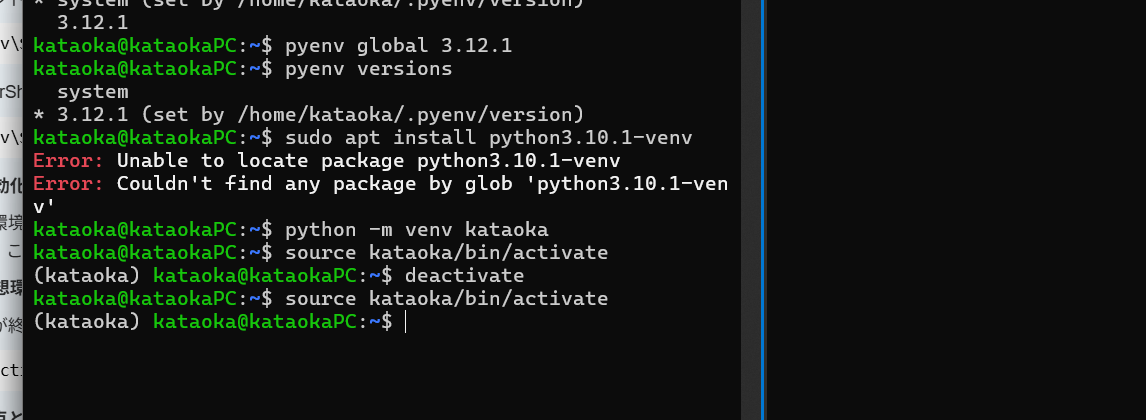 * system (set by /home/kataoka/.pyenv/version)
  3.12.1
kataoka@kataokaPC:~$ pyenv global 3.12.1
kataoka@kataokaPC:~$ pyenv versions
  system
* 3.12.1 (set by /home/kataoka/.pyenv/version)
kataoka@kataokaPC:~$ sudo apt install python3.10.1-venv
Error: Unable to locate package python3.10.1-venv
Error: Couldn't find any package by glob 'python3.10.1-ven
v'
kataoka@kataokaPC:~$ python -m venv kataoka
kataoka@kataokaPC:~$ source kataoka/bin/activate
(kataoka) kataoka@kataokaPC:~$ deactivate
kataoka@kataokaPC:~$ source kataoka/bin/activate
(kataoka) kataoka@kataokaPC:~$